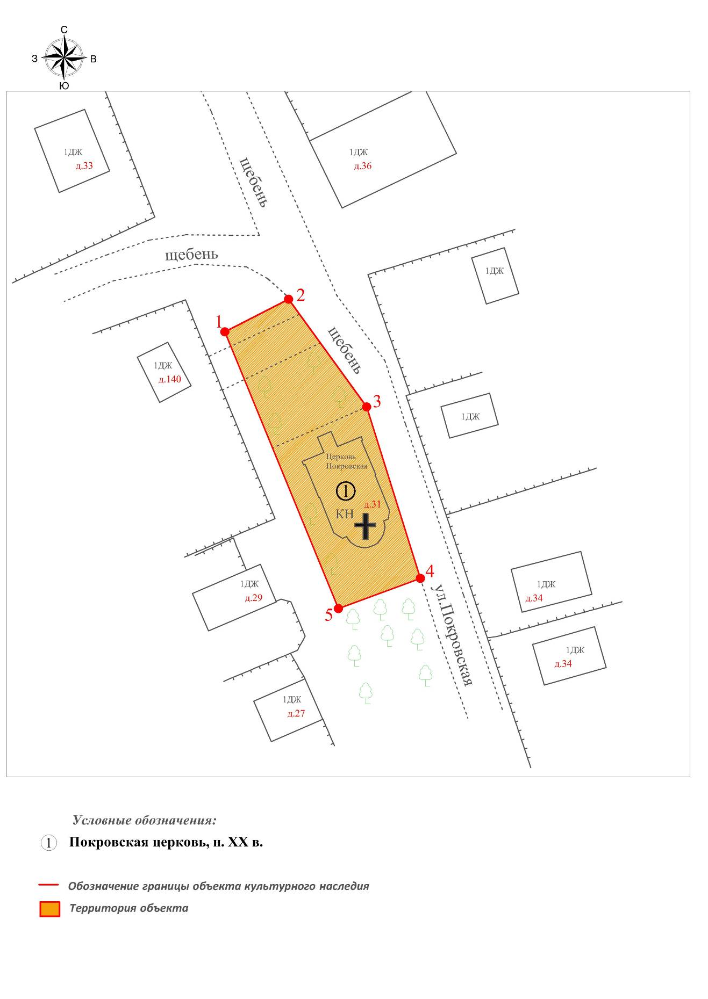 С
З
В
Ю
1ДЖ
д.33
щебень
1ДЖ
д.36
щебень
1ДЖ
2
1
щебень
1ДЖ
д.140
3
1ДЖ
Церковь
Покровская
1
д.31
КН
4
1ДЖ
д.29
5
ул.Покровская
1ДЖ
д.34
1ДЖ
д.34
1ДЖ
д.27
Условные обозначения:
1 Покровская церковь, н. XX в.
Обозначение границы объекта культурного наследия
Территория объекта